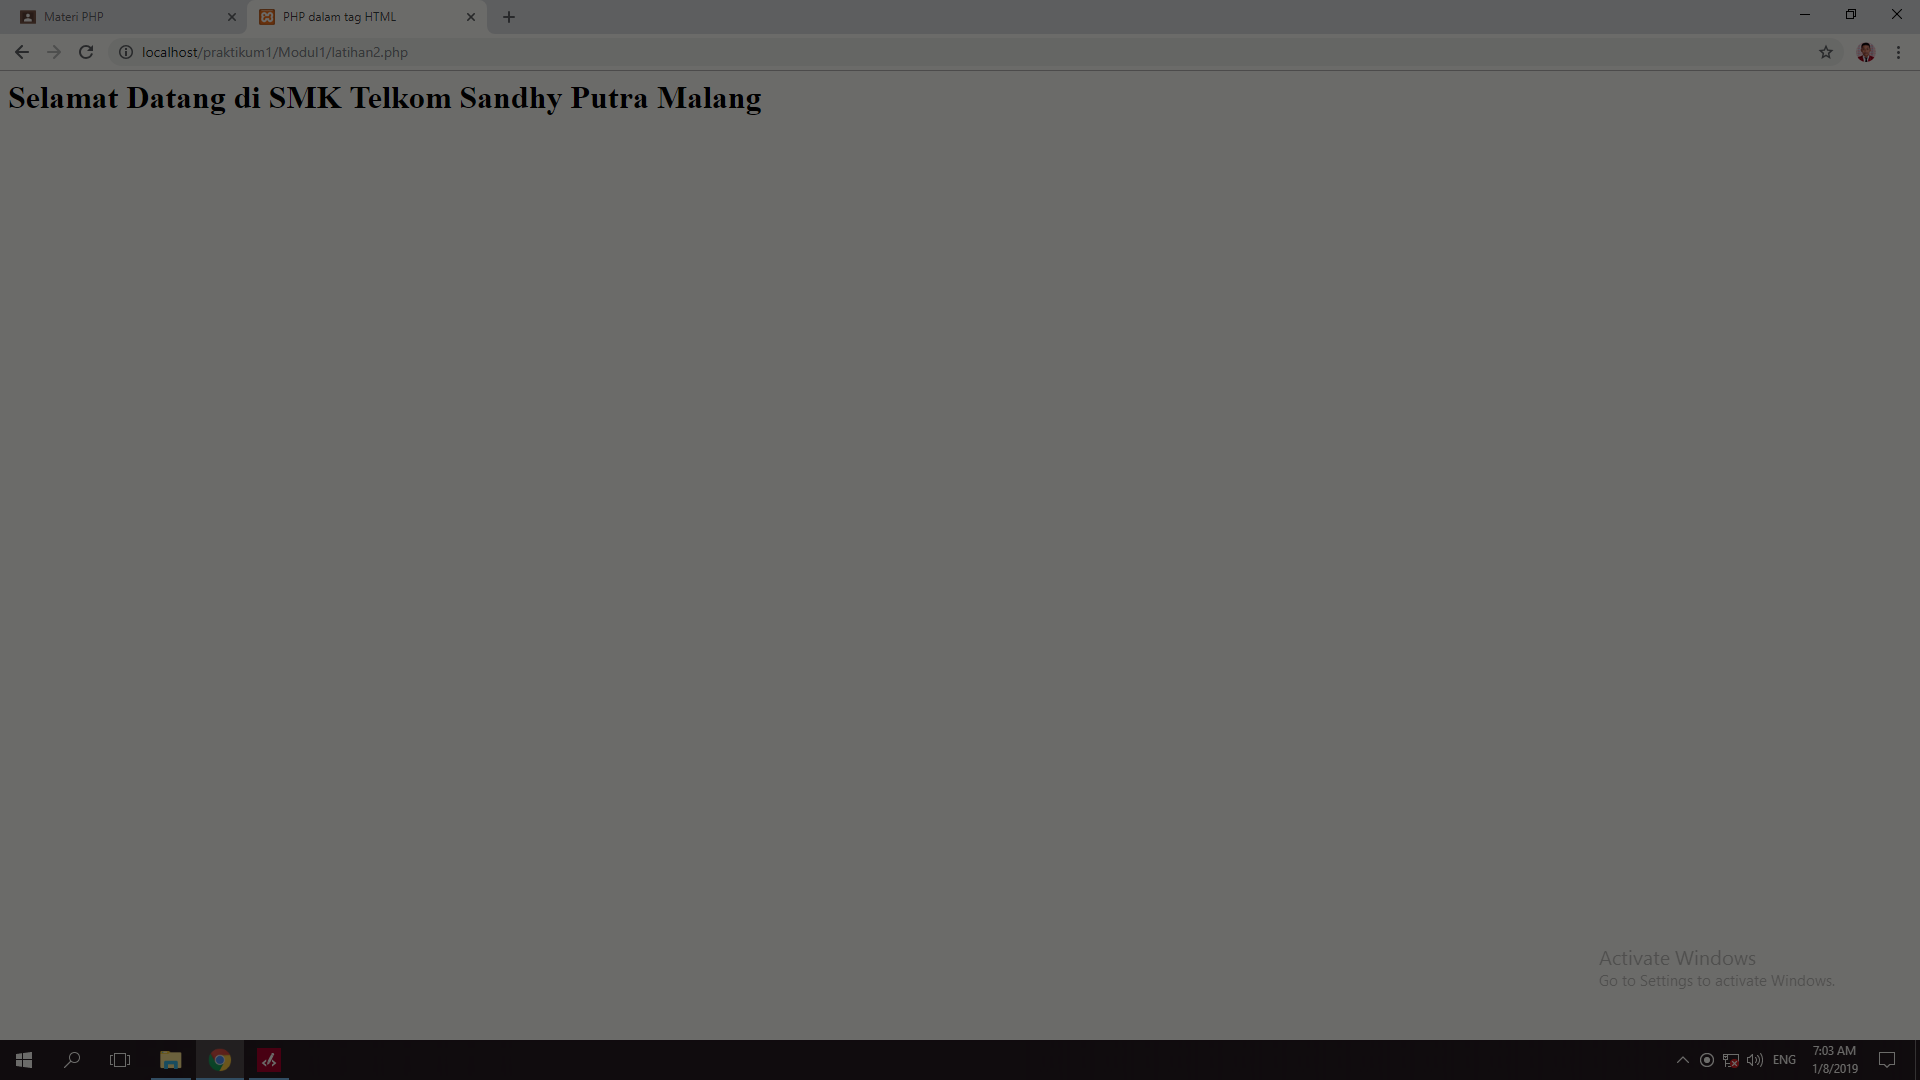 Materi PHP
PHP dalam tag HTML
localhost/praktikum1/Modul1/latihan2.php
Selamat Datang di SMK Telkom Sandhy Putra Malang
Activate Windows
Go to Settings to activate Windows.
ENG
7:03 AM
1/8/2019